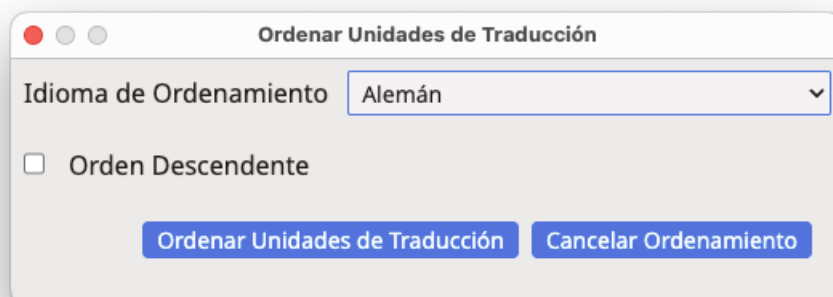 Ordenar Unidades de Traducción
Idioma de Ordenamiento Alemán
Orden Descendente
Ordenar Unidades de Traducción Cancelar Ordenamiento